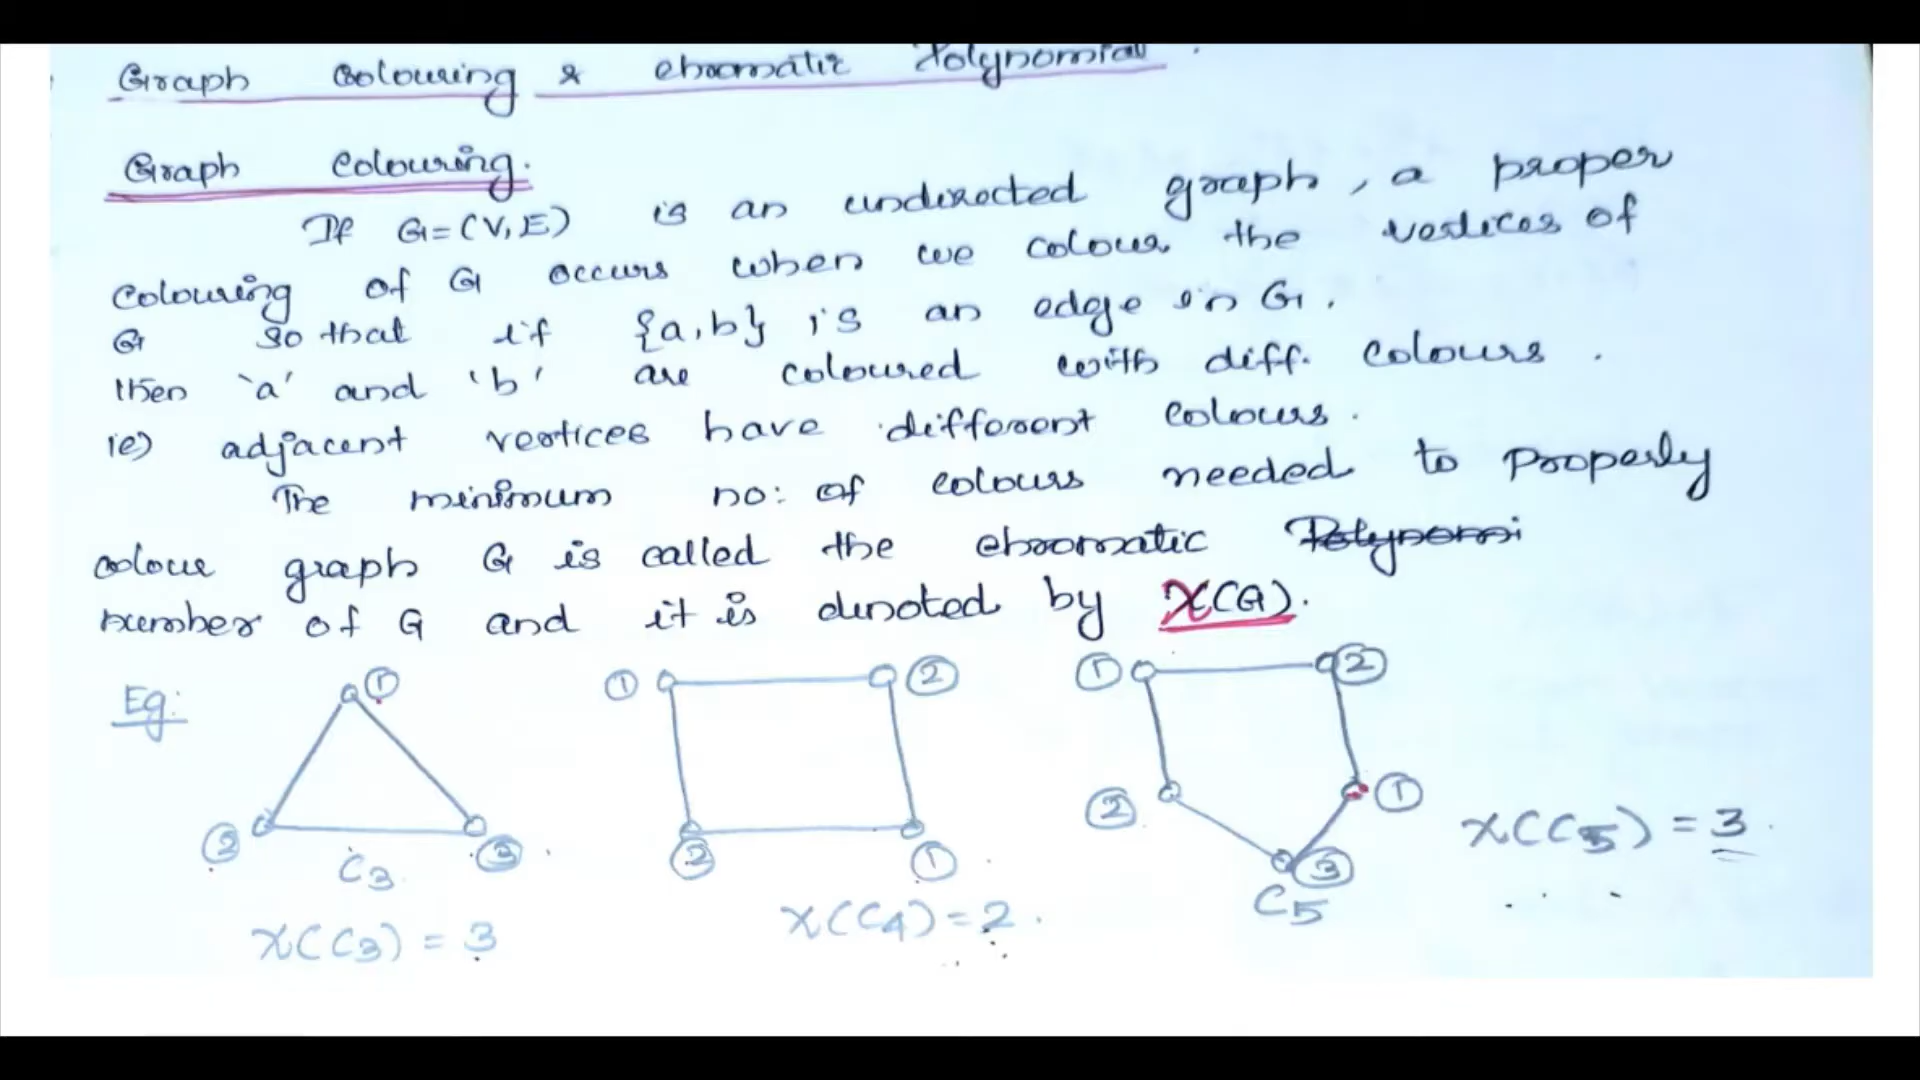 Graph Colouring & chromatic Polynomial.
Graph Colouring.
If G=(V,E) is an undirected graph, a proper
Colouring of G occurs when we colour the vertices of
G so that if {a,b} is an edge in G.
then 'a' and 'b' are coloured with diff. colours.
ie) adjacent vertices have different colours.
The minimum no: of colours needed to properly
colour graph G is called the chromatic Polynomi
number of G and it is denoted by χ(G).
Eg:
1
2
3
C3
χ(C3) = 3
1
2
2
1
χ(C4) = 2.
1
2
2
1
3
C5
χ(C5) = 3.